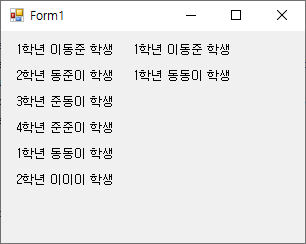 Form1
1학년 이동준 학생
2학년 동준이 학생
3학년 준동이 학생
4학년 준준이 학생
1학년 동동이 학생
2학년 이이이 학생
1학년 이동준 학생
1학년 동동이 학생